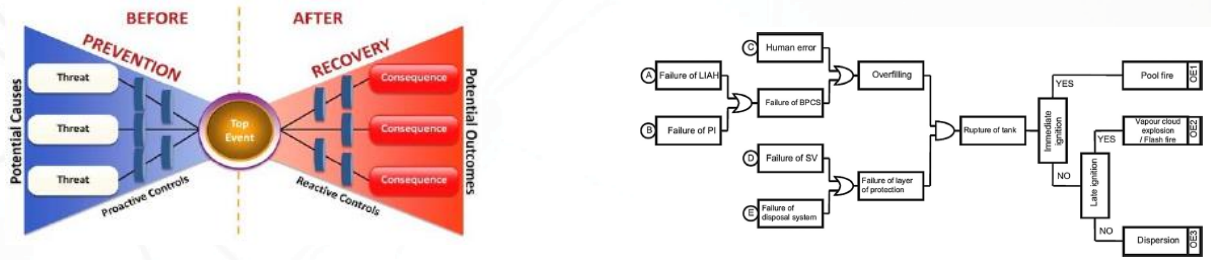 BEFORE
AFTER
PREVENTION
RECOVERY
Potential Causes
Threat
Threat
Threat
Proactive Controls
Top
Event
Consequence
Consequence
Consequence
Reactive Controls
Potential Outcomes
C
Human error
A
Failure of LIAH
B
Failure of PI
Failure of BPCS
Overfilling
D
Failure of SV
E
Failure of
disposal system
Failure of layer
of protection
Rupture of tank
Immediate
ignition
YES
NO
Pool fire
OE1
Late ignition
YES
NO
Vapour cloud
explosion
/ Flash fire
OE2
Dispersion
OE3